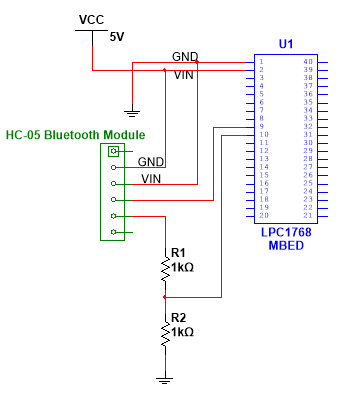 VCC
5V
U1
GND
VIN
1 40
2 39
3 38
4 37
5 36
6 35
7 34
8 33
9 32
10 31
11 30
12 29
13 28
14 27
15 26
16 25
17 24
18 23
19 22
20 21
HC-05 Bluetooth Module
GND
VIN
LPC1768
MBED
R1
1kΩ
R2
1kΩ